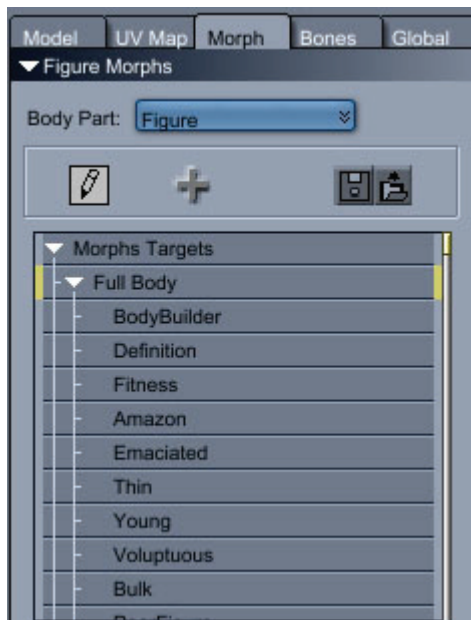 Model UV Map Morph Bones Global
Figure Morphs
Body Part: Figure
Morphs Targets
Full Body
BodyBuilder
Definition
Fitness
Amazon
Emaciated
Thin
Young
Voluptuous
Bulk